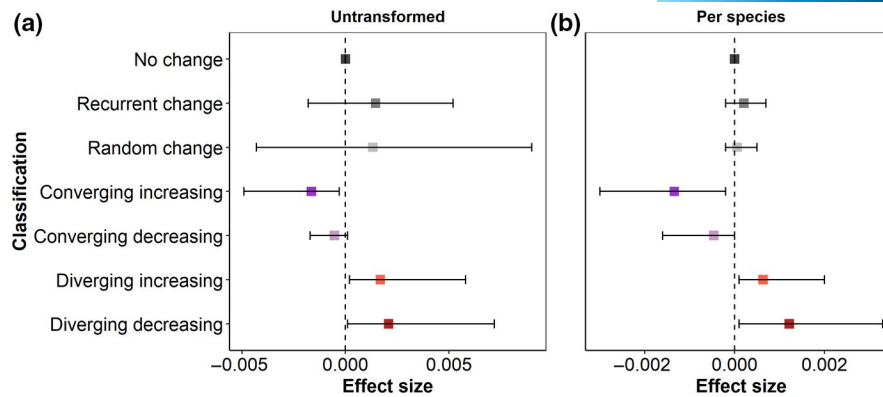 (a)
Untransformed
(b)
Per species
Classification
No change
Recurrent change
Random change
Converging increasing
Converging decreasing
Diverging increasing
Diverging decreasing
−0.005 0.000 0.005
Effect size
−0.002 0.000 0.002
Effect size